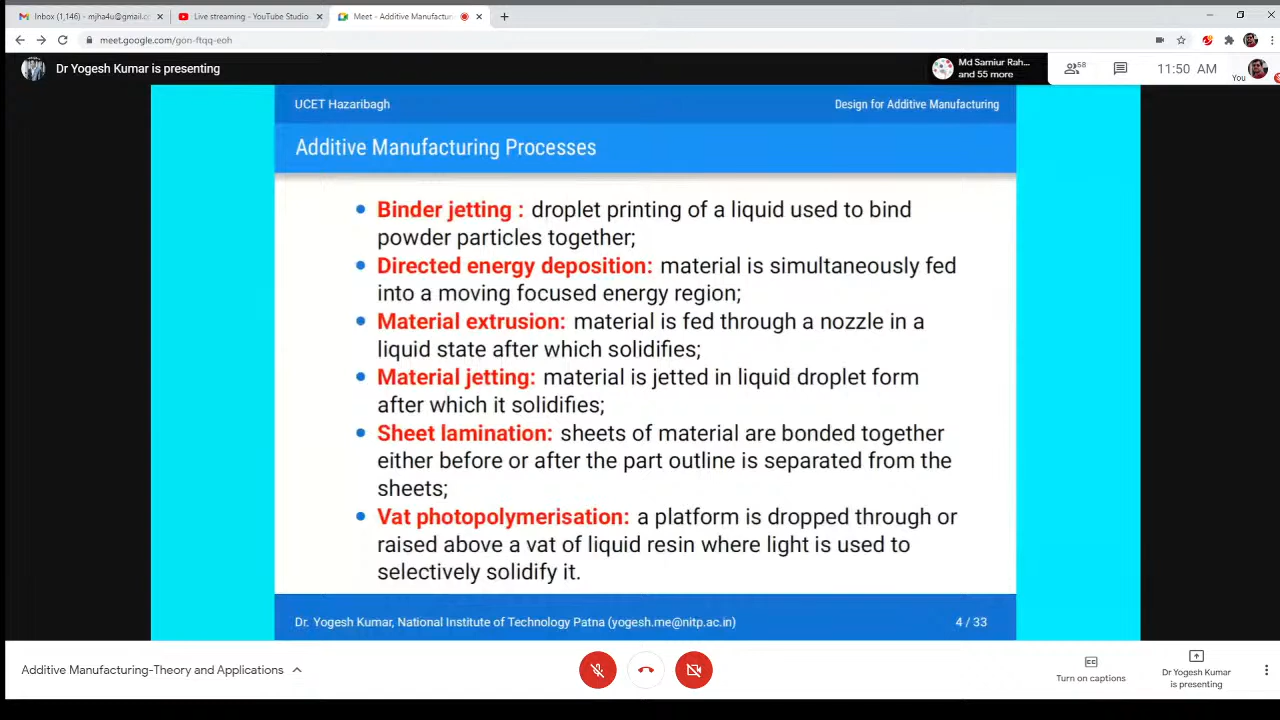 Inbox (1,146) - mjha4u@gmail.c
Live streaming - YouTube Studio
Meet - Additive Manufactur
meet.google.com/gon-ftqq-eoh
Dr Yogesh Kumar is presenting
Md Samiur Rah...
and 55 more
58
11:50 AM
You
UCET Hazaribagh
Design for Additive Manufacturing
Additive Manufacturing Processes
• Binder jetting : droplet printing of a liquid used to bind
powder particles together;
• Directed energy deposition: material is simultaneously fed
into a moving focused energy region;
• Material extrusion: material is fed through a nozzle in a
liquid state after which solidifies;
• Material jetting: material is jetted in liquid droplet form
after which it solidifies;
• Sheet lamination: sheets of material are bonded together
either before or after the part outline is separated from the
sheets;
• Vat photopolymerisation: a platform is dropped through or
raised above a vat of liquid resin where light is used to
selectively solidify it.
Dr. Yogesh Kumar, National Institute of Technology Patna (yogesh.me@nitp.ac.in)
4 / 33
Additive Manufacturing-Theory and Applications
CC
Turn on captions
Dr Yogesh Kumar
is presenting